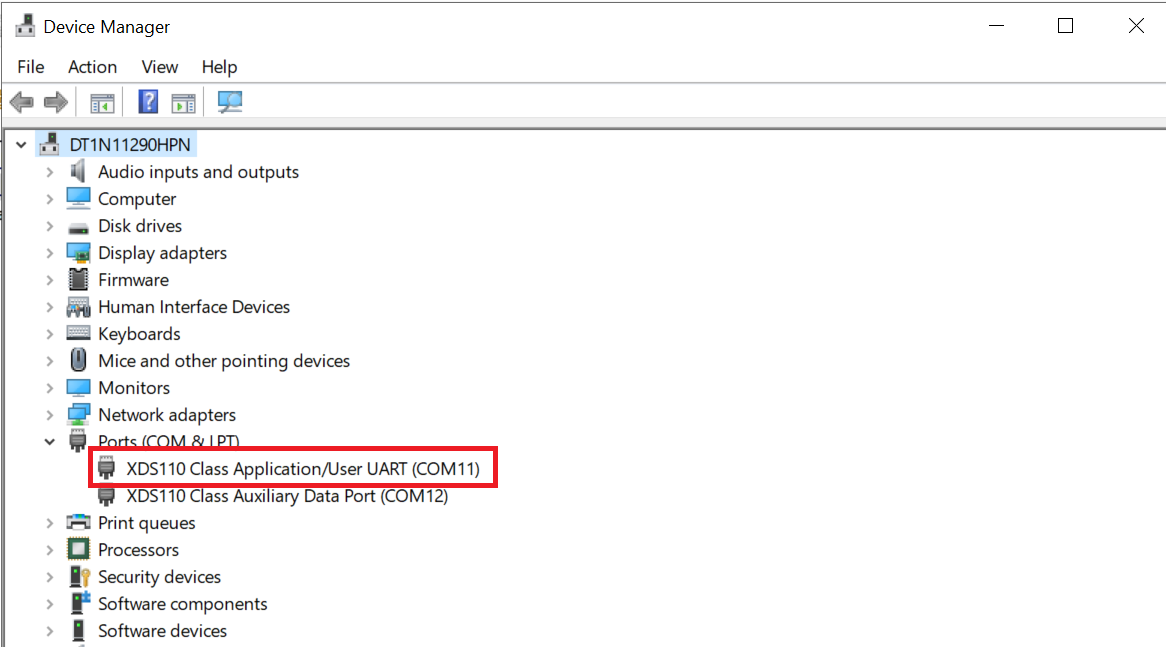 Device Manager
File Action View Help
?
DT1N11290HPN
Audio inputs and outputs
Computer
Disk drives
Display adapters
Firmware
Human Interface Devices
Keyboards
Mice and other pointing devices
Monitors
Network adapters
Ports (COM & LPT)
XDS110 Class Application/User UART (COM11)
XDS110 Class Auxiliary Data Port (COM12)
Print queues
Processors
Security devices
Software components
Software devices